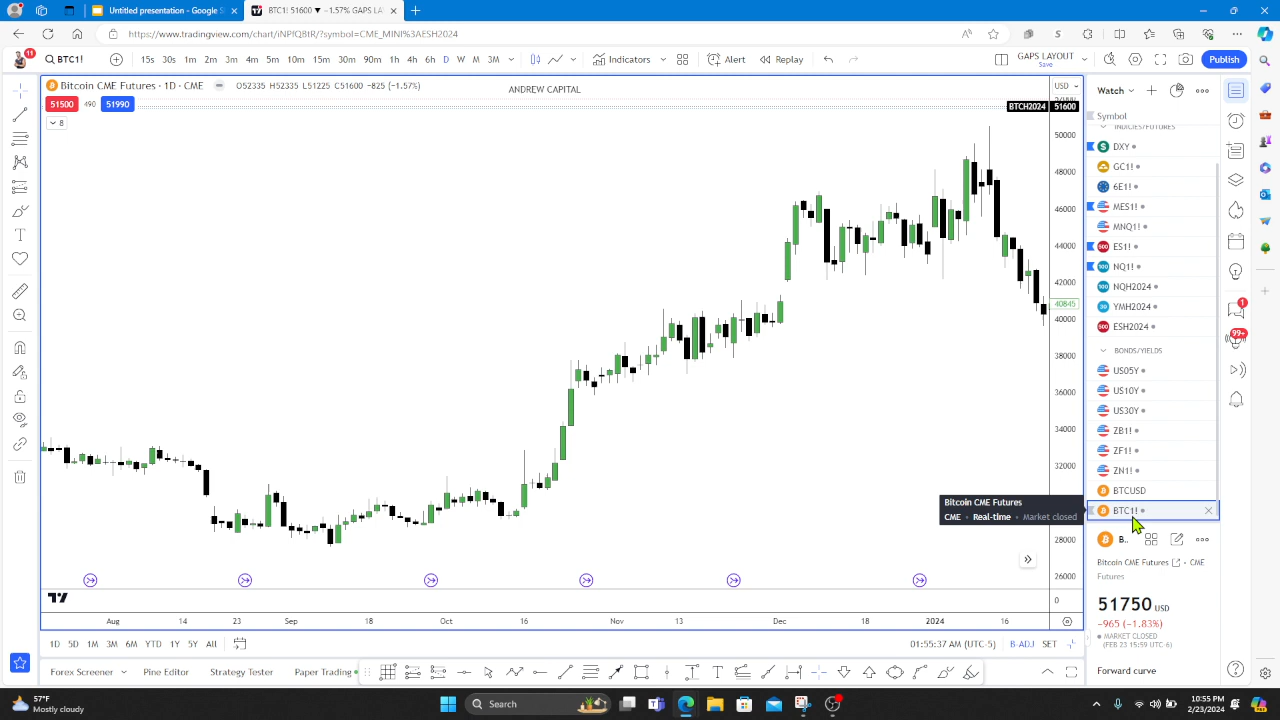 Untitled presentation - Google S
BTC1! 51600 ▼ −1.57% GAPS LA
https://www.tradingview.com/chart/iNPfQ8tR/?symbol=CME_MINI%3AESH2024
11
BTC1!
15s 30s 1m 2m 3m 4m 5m 10m 15m 30m 90m 1h 4h 6h D W M 3M
Indicators
Alert
Replay
GAPS LAYOUT
Save
Publish
Bitcoin CME Futures · 1D · CME
O52335 H52335 L51225 C51600 −825 (−1.57%)
ANDREW CAPITAL
USD
51500 490 51990
BTCH2024 51600
8
50000
48000
46000
44000
42000
40845
40000
38000
36000
34000
32000
28000
26000
0
Bitcoin CME Futures
CME • Real-time • Market closed
Aug 14 23 Sep 18 Oct 16 Nov 13 Dec 18 2024 16
1D 5D 1M 3M 6M YTD 1Y 5Y All
01:55:37 AM (UTC-5)
B-ADJ SET
Forex Screener
Pine Editor
Strategy Tester
Paper Trading
Watch
Symbol
INDICIES/FUTURES
DXY
GC1!
6E1!
MES1!
MNQ1!
ES1!
NQ1!
NQH2024
YMH2024
ESH2024
BONDS/YIELDS
US05Y
US10Y
US30Y
ZB1!
ZF1!
ZN1!
BTCUSD
BTC1!
B..
Bitcoin CME Futures • CME
Futures
51750 USD
−965 (−1.83%)
MARKET CLOSED
(FEB 23 15:59 UTC-6)
Forward curve
1
99+
57°F
Mostly cloudy
Search
10:55 PM
2/23/2024